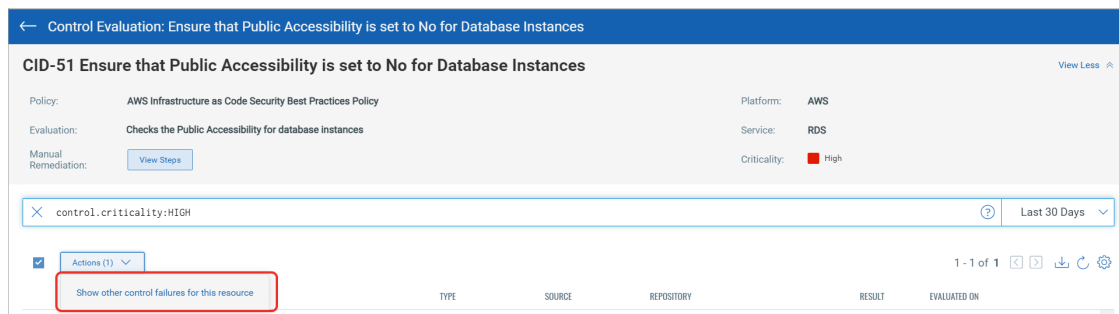 ← Control Evaluation: Ensure that Public Accessibility is set to No for Database Instances
CID-51 Ensure that Public Accessibility is set to No for Database Instances
View Less
Policy: AWS Infrastructure as Code Security Best Practices Policy Platform: AWS
Evaluation: Checks the Public Accessibility for database instances Service: RDS
Manual Remediation: View Steps Criticality: High
control.criticality:HIGH ? Last 30 Days
Actions (1) 1 - 1 of 1
Show other control failures for this resource
TYPE SOURCE REPOSITORY RESULT EVALUATED ON